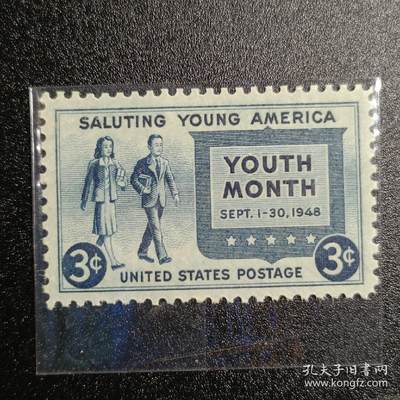 SALUTING YOUNG AMERICA
YOUTH
MONTH
SEPT. 1-30, 1948
3¢
3¢
UNITED STATES POSTAGE
孔夫子旧书网
www.kongfz.com